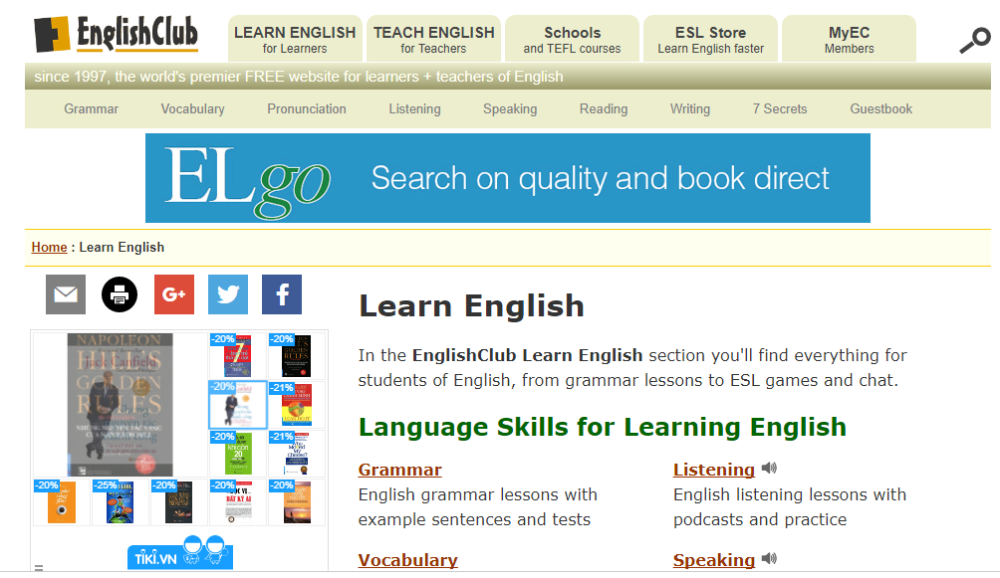 EnglishClub
LEARN ENGLISH
for Learners
TEACH ENGLISH
for Teachers
Schools
and TEFL courses
ESL Store
Learn English faster
MyEC
Members
since 1997, the world's premier FREE website for learners + teachers of English
Grammar Vocabulary Pronunciation Listening Speaking Reading Writing 7 Secrets Guestbook
ELgo Search on quality and book direct
Home : Learn English
G+
f
Learn English
In the EnglishClub Learn English section you'll find everything for
students of English, from grammar lessons to ESL games and chat.
Language Skills for Learning English
Grammar
English grammar lessons with
example sentences and tests
Listening
English listening lessons with
podcasts and practice
Vocabulary
Speaking
NAPOLEON
HILL'S
Jack Canfield
GOLDEN
RULES
-20% -20%
-20% -21%
-20% -21%
-20% -25% -20% -20% -20%
TIKI.VN